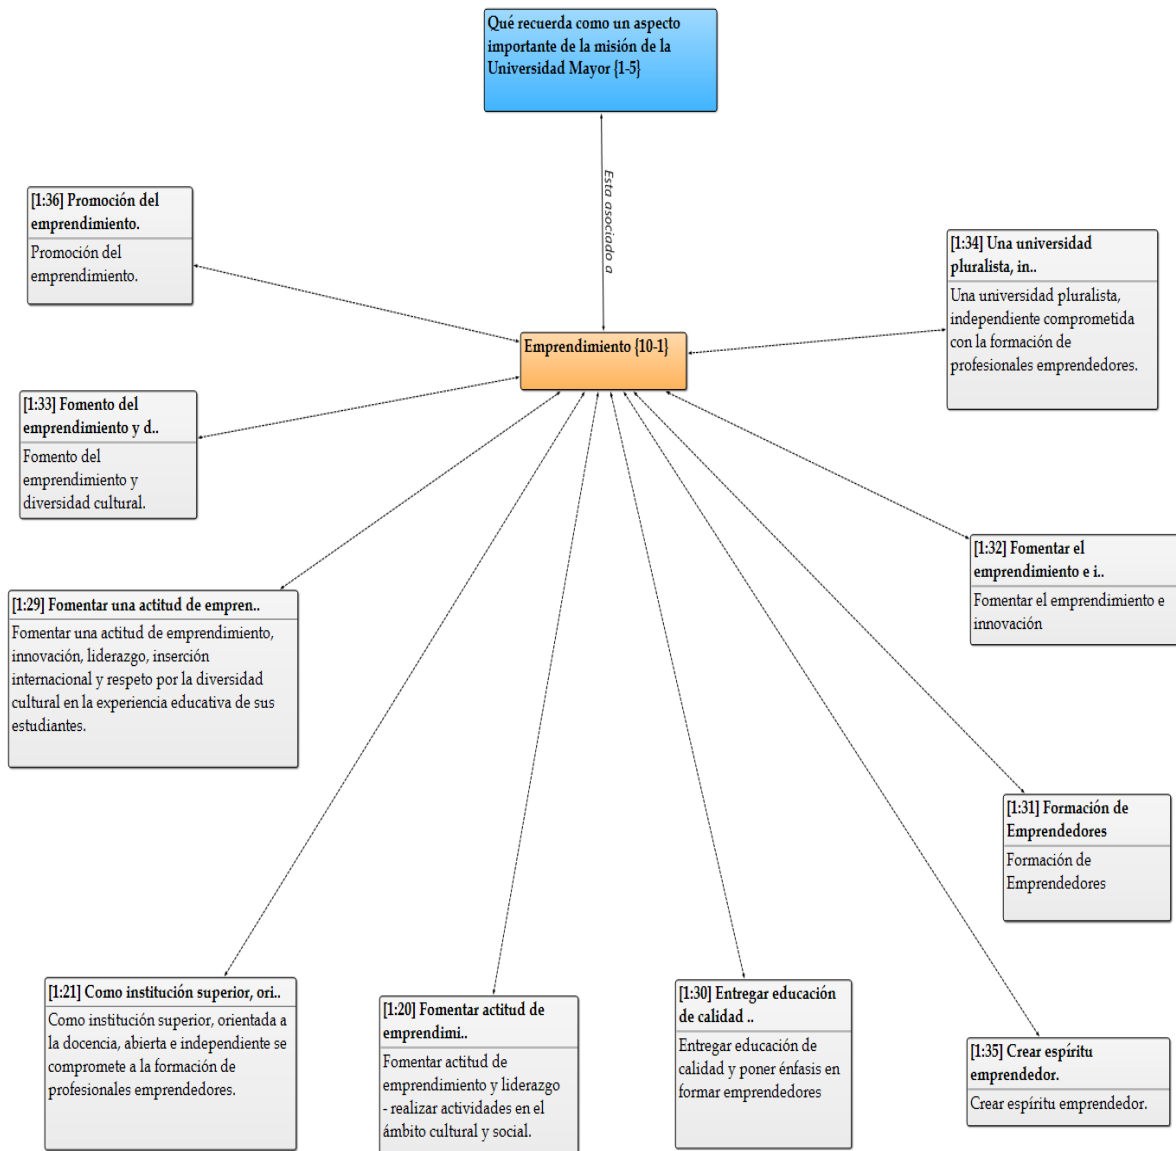 Qué recuerda como un aspecto
importante de la misión de la
Universidad Mayor {1-5}
Esta asociado a
[1:36] Promoción del
emprendimiento.
Promoción del
emprendimiento.
[1:34] Una universidad
pluralista, in..
Una universidad pluralista,
independiente comprometida
con la formación de
profesionales emprendedores.
Emprendimiento {10-1}
[1:33] Fomento del
emprendimiento y d..
Fomento del
emprendimiento y
diversidad cultural.
[1:32] Fomentar el
emprendimiento e i..
Fomentar el emprendimiento e
innovación
[1:29] Fomentar una actitud de empren..
Fomentar una actitud de emprendimiento,
innovación, liderazgo, inserción
internacional y respeto por la diversidad
cultural en la experiencia educativa de sus
estudiantes.
[1:31] Formación de
Emprendedores
Formación de
Emprendedores
[1:21] Como institución superior, ori..
Como institución superior, orientada a
la docencia, abierta e independiente se
compromete a la formación de
profesionales emprendedores.
[1:20] Fomentar actitud de
emprendimi..
Fomentar actitud de
emprendimiento y liderazgo
- realizar actividades en el
ámbito cultural y social.
[1:30] Entregar educación
de calidad ..
Entregar educación de
calidad y poner énfasis en
formar emprendedores
[1:35] Crear espíritu
emprendedor.
Crear espíritu emprendedor.